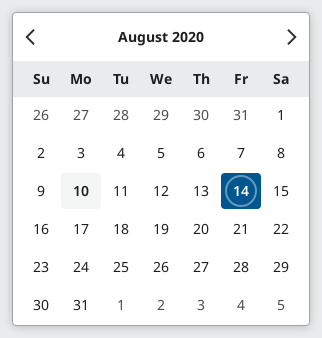 August 2020
Su Mo Tu We Th Fr Sa
26 27 28 29 30 31 1
2 3 4 5 6 7 8
9 10 11 12 13 14 15
16 17 18 19 20 21 22
23 24 25 26 27 28 29
30 31 1 2 3 4 5